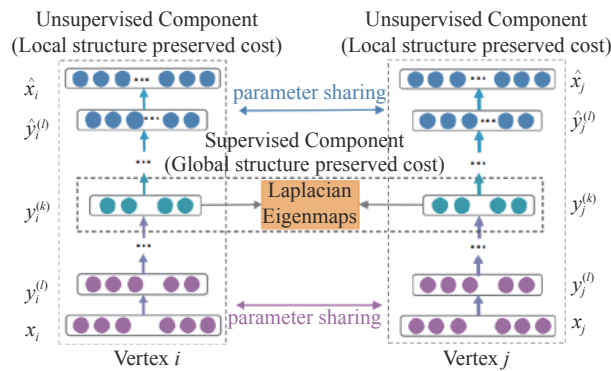 Unsupervised Component Unsupervised Component
(Local structure preserved cost) (Local structure preserved cost)
x̂ᵢ x̂ⱼ
parameter sharing
ŷᵢ⁽ˡ⁾ ŷⱼ⁽ˡ⁾
Supervised Component
(Global structure preserved cost)
yᵢ⁽ᵏ⁾ Laplacian yⱼ⁽ᵏ⁾
Eigenmaps
yᵢ⁽ˡ⁾ yⱼ⁽ˡ⁾
xᵢ parameter sharing xⱼ
Vertex i Vertex j